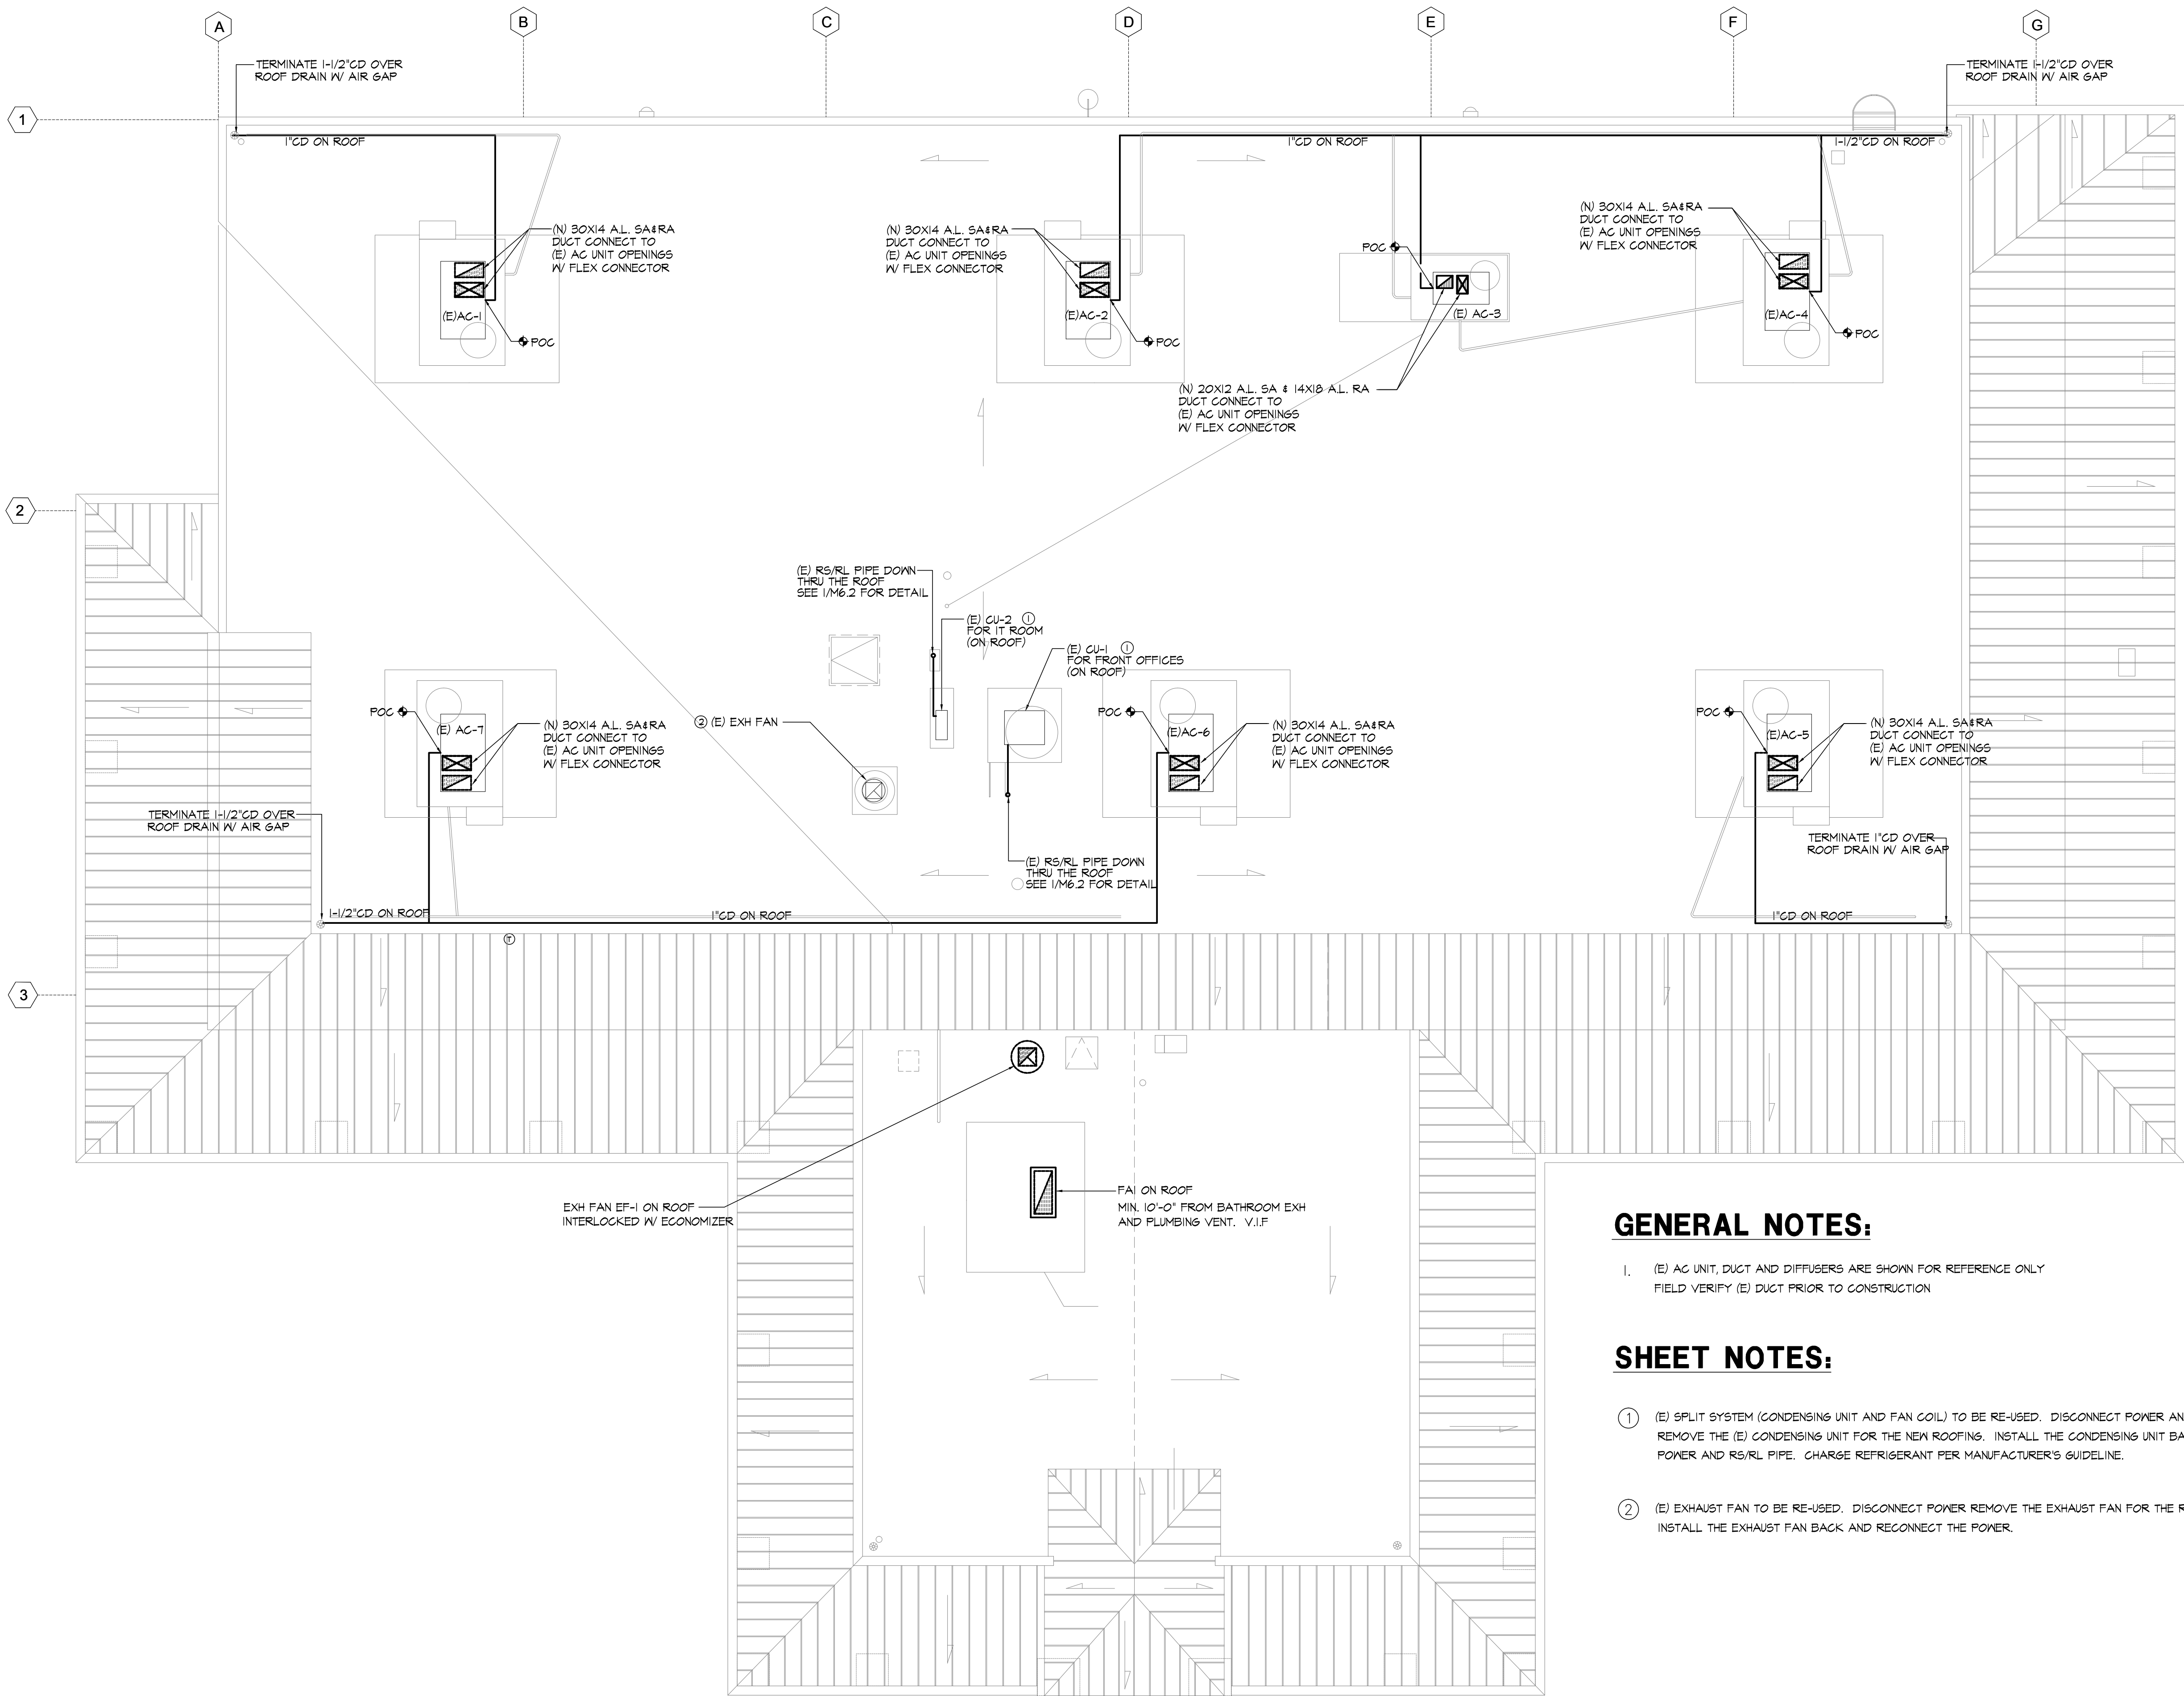 A
B
C
D
E
F
G
1
2
3
TERMINATE 1-1/2"CD OVER
ROOF DRAIN W/ AIR GAP
TERMINATE 1-1/2"CD OVER
ROOF DRAIN W/ AIR GAP
1"CD ON ROOF
1"CD ON ROOF
1-1/2"CD ON ROOF
(N) 30X14 A.L. SA&RA
DUCT CONNECT TO
(E) AC UNIT OPENINGS
W/ FLEX CONNECTOR
(E)AC-1
POC
(N) 30X14 A.L. SA&RA
DUCT CONNECT TO
(E) AC UNIT OPENINGS
W/ FLEX CONNECTOR
(E)AC-2
POC
POC
(E) AC-3
(N) 20X12 A.L. SA & 14X18 A.L. RA
DUCT CONNECT TO
(E) AC UNIT OPENINGS
W/ FLEX CONNECTOR
(N) 30X14 A.L. SA&RA
DUCT CONNECT TO
(E) AC UNIT OPENINGS
W/ FLEX CONNECTOR
(E)AC-4
POC
(E) RS/RL PIPE DOWN
THRU THE ROOF
SEE 1/M6.2 FOR DETAIL
(E) CU-2 1
FOR IT ROOM
(ON ROOF)
(E) CU-1 1
FOR FRONT OFFICES
(ON ROOF)
POC
(E) AC-7
(N) 30X14 A.L. SA&RA
DUCT CONNECT TO
(E) AC UNIT OPENINGS
W/ FLEX CONNECTOR
2 (E) EXH FAN
POC
(E)AC-6
(N) 30X14 A.L. SA&RA
DUCT CONNECT TO
(E) AC UNIT OPENINGS
W/ FLEX CONNECTOR
POC
(E)AC-5
(N) 30X14 A.L. SA&RA
DUCT CONNECT TO
(E) AC UNIT OPENINGS
W/ FLEX CONNECTOR
TERMINATE 1-1/2"CD OVER
ROOF DRAIN W/ AIR GAP
TERMINATE 1"CD OVER
ROOF DRAIN W/ AIR GAP
(E) RS/RL PIPE DOWN
THRU THE ROOF
SEE 1/M6.2 FOR DETAIL
1-1/2"CD ON ROOF
1"CD ON ROOF
1"CD ON ROOF
T
EXH FAN EF-1 ON ROOF
INTERLOCKED W/ ECONOMIZER
FAI ON ROOF
MIN. 10'-0" FROM BATHROOM EXH
AND PLUMBING VENT. V.I.F
GENERAL NOTES:
1. (E) AC UNIT, DUCT AND DIFFUSERS ARE SHOWN FOR REFERENCE ONLY
FIELD VERIFY (E) DUCT PRIOR TO CONSTRUCTION
SHEET NOTES:
1 (E) SPLIT SYSTEM (CONDENSING UNIT AND FAN COIL) TO BE RE-USED. DISCONNECT POWER AN
REMOVE THE (E) CONDENSING UNIT FOR THE NEW ROOFING. INSTALL THE CONDENSING UNIT BA
POWER AND RS/RL PIPE. CHARGE REFRIGERANT PER MANUFACTURER'S GUIDELINE.
2 (E) EXHAUST FAN TO BE RE-USED. DISCONNECT POWER REMOVE THE EXHAUST FAN FOR THE
INSTALL THE EXHAUST FAN BACK AND RECONNECT THE POWER.